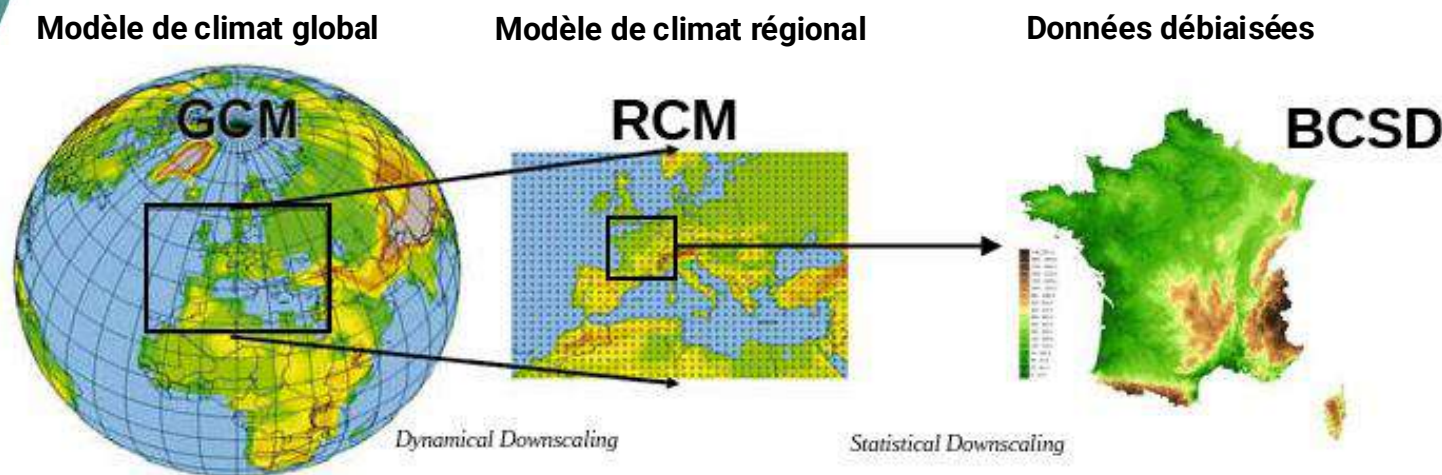 Modèle de climat global
Modèle de climat régional
Données débiaisées
GCM
RCM
BCSD
Dynamical Downscaling
Statistical Downscaling